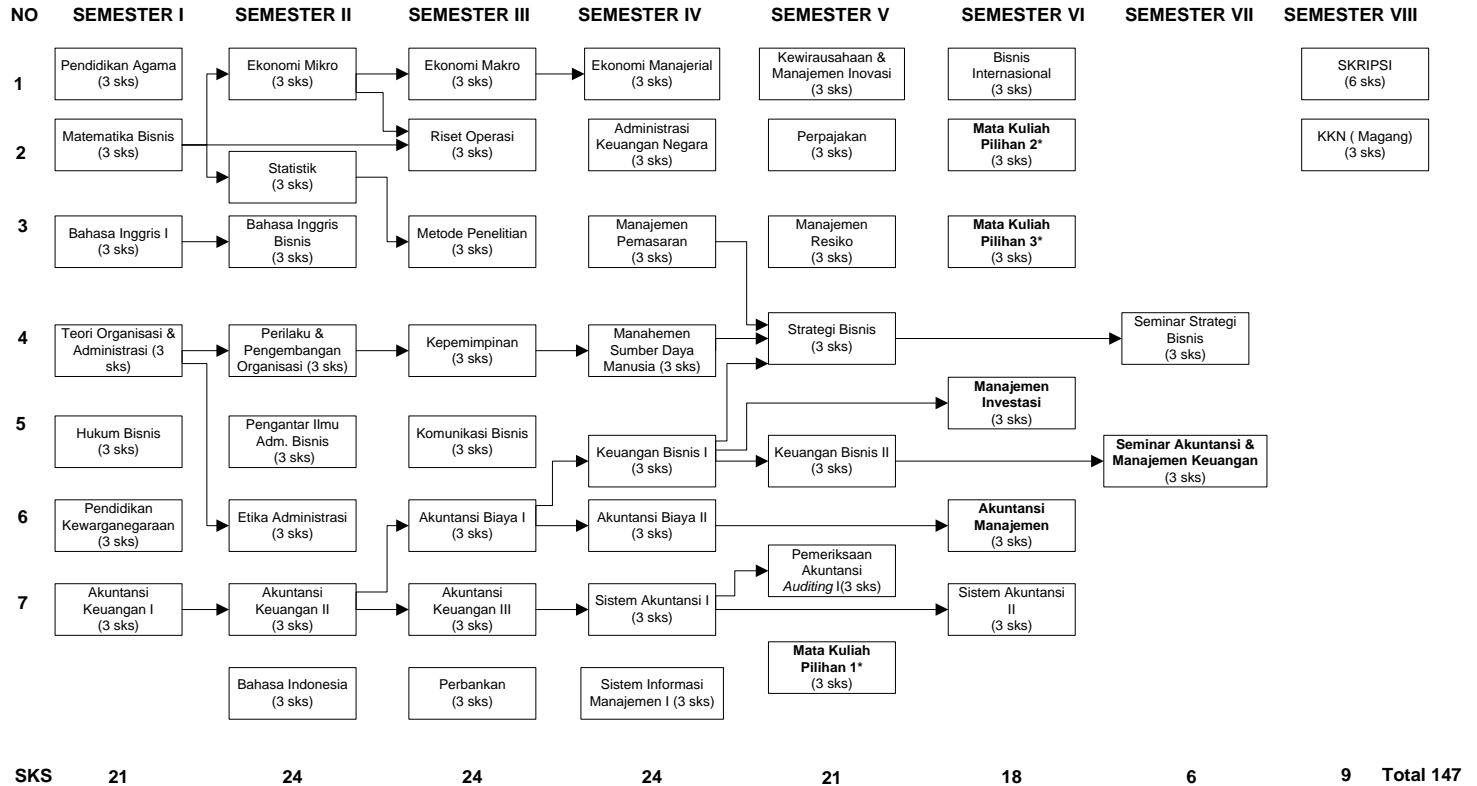 NO SEMESTER I SEMESTER II SEMESTER III SEMESTER IV SEMESTER V SEMESTER VI SEMESTER VII SEMESTER VIII
1
Pendidikan Agama
(3 sks)
Ekonomi Mikro
(3 sks)
Ekonomi Makro
(3 sks)
Ekonomi Manajerial
(3 sks)
Kewirausahaan &
Manajemen Inovasi
(3 sks)
Bisnis
Internasional
(3 sks)
SKRIPSI
(6 sks)
2
Matematika Bisnis
(3 sks)
Statistik
(3 sks)
Riset Operasi
(3 sks)
Administrasi
Keuangan Negara
(3 sks)
Perpajakan
(3 sks)
Mata Kuliah
Pilihan 2*
(3 sks)
KKN ( Magang)
(3 sks)
3
Bahasa Inggris I
(3 sks)
Bahasa Inggris
Bisnis
(3 sks)
Metode Penelitian
(3 sks)
Manajemen
Pemasaran
(3 sks)
Manajemen
Resiko
(3 sks)
Mata Kuliah
Pilihan 3*
(3 sks)
4
Teori Organisasi &
Administrasi (3
sks)
Perilaku &
Pengembangan
Organisasi (3 sks)
Kepemimpinan
(3 sks)
Manahemen
Sumber Daya
Manusia (3 sks)
Strategi Bisnis
(3 sks)
Seminar Strategi
Bisnis
(3 sks)
5
Hukum Bisnis
(3 sks)
Pengantar Ilmu
Adm. Bisnis
(3 sks)
Komunikasi Bisnis
(3 sks)
Keuangan Bisnis I
(3 sks)
Keuangan Bisnis II
(3 sks)
Manajemen
Investasi
(3 sks)
Seminar Akuntansi &
Manajemen Keuangan
(3 sks)
6
Pendidikan
Kewarganegaraan
(3 sks)
Etika Administrasi
(3 sks)
Akuntansi Biaya I
(3 sks)
Akuntansi Biaya II
(3 sks)
Pemeriksaan
Akuntansi
Auditing I(3 sks)
Akuntansi
Manajemen
(3 sks)
7
Akuntansi
Keuangan I
(3 sks)
Akuntansi
Keuangan II
(3 sks)
Akuntansi
Keuangan III
(3 sks)
Sistem Akuntansi I
(3 sks)
Sistem Akuntansi
II
(3 sks)
Bahasa Indonesia
(3 sks)
Perbankan
(3 sks)
Sistem Informasi
Manajemen I (3 sks)
Mata Kuliah
Pilihan 1*
(3 sks)
SKS 21 24 24 24 21 18 6 9 Total 147